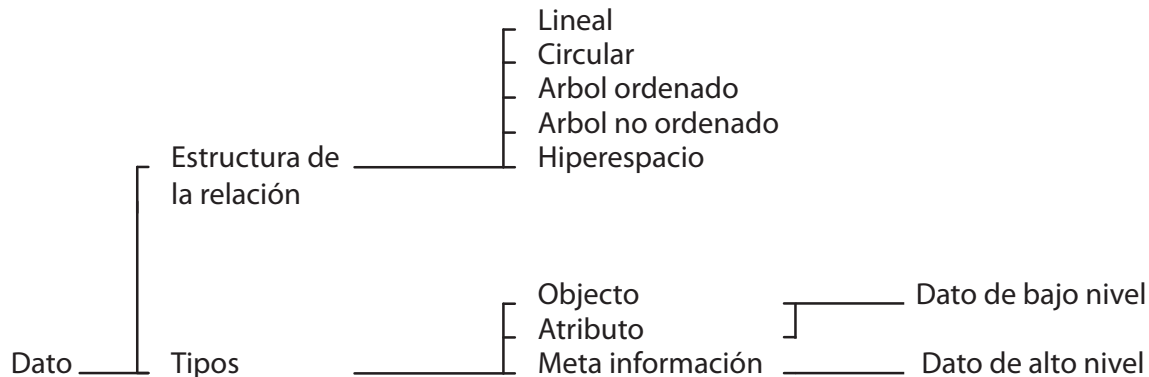 Lineal
Circular
Arbol ordenado
Arbol no ordenado
Hiperespacio
Estructura de
la relación
Objecto
Dato de bajo nivel
Atributo
Dato
Tipos
Meta información
Dato de alto nivel